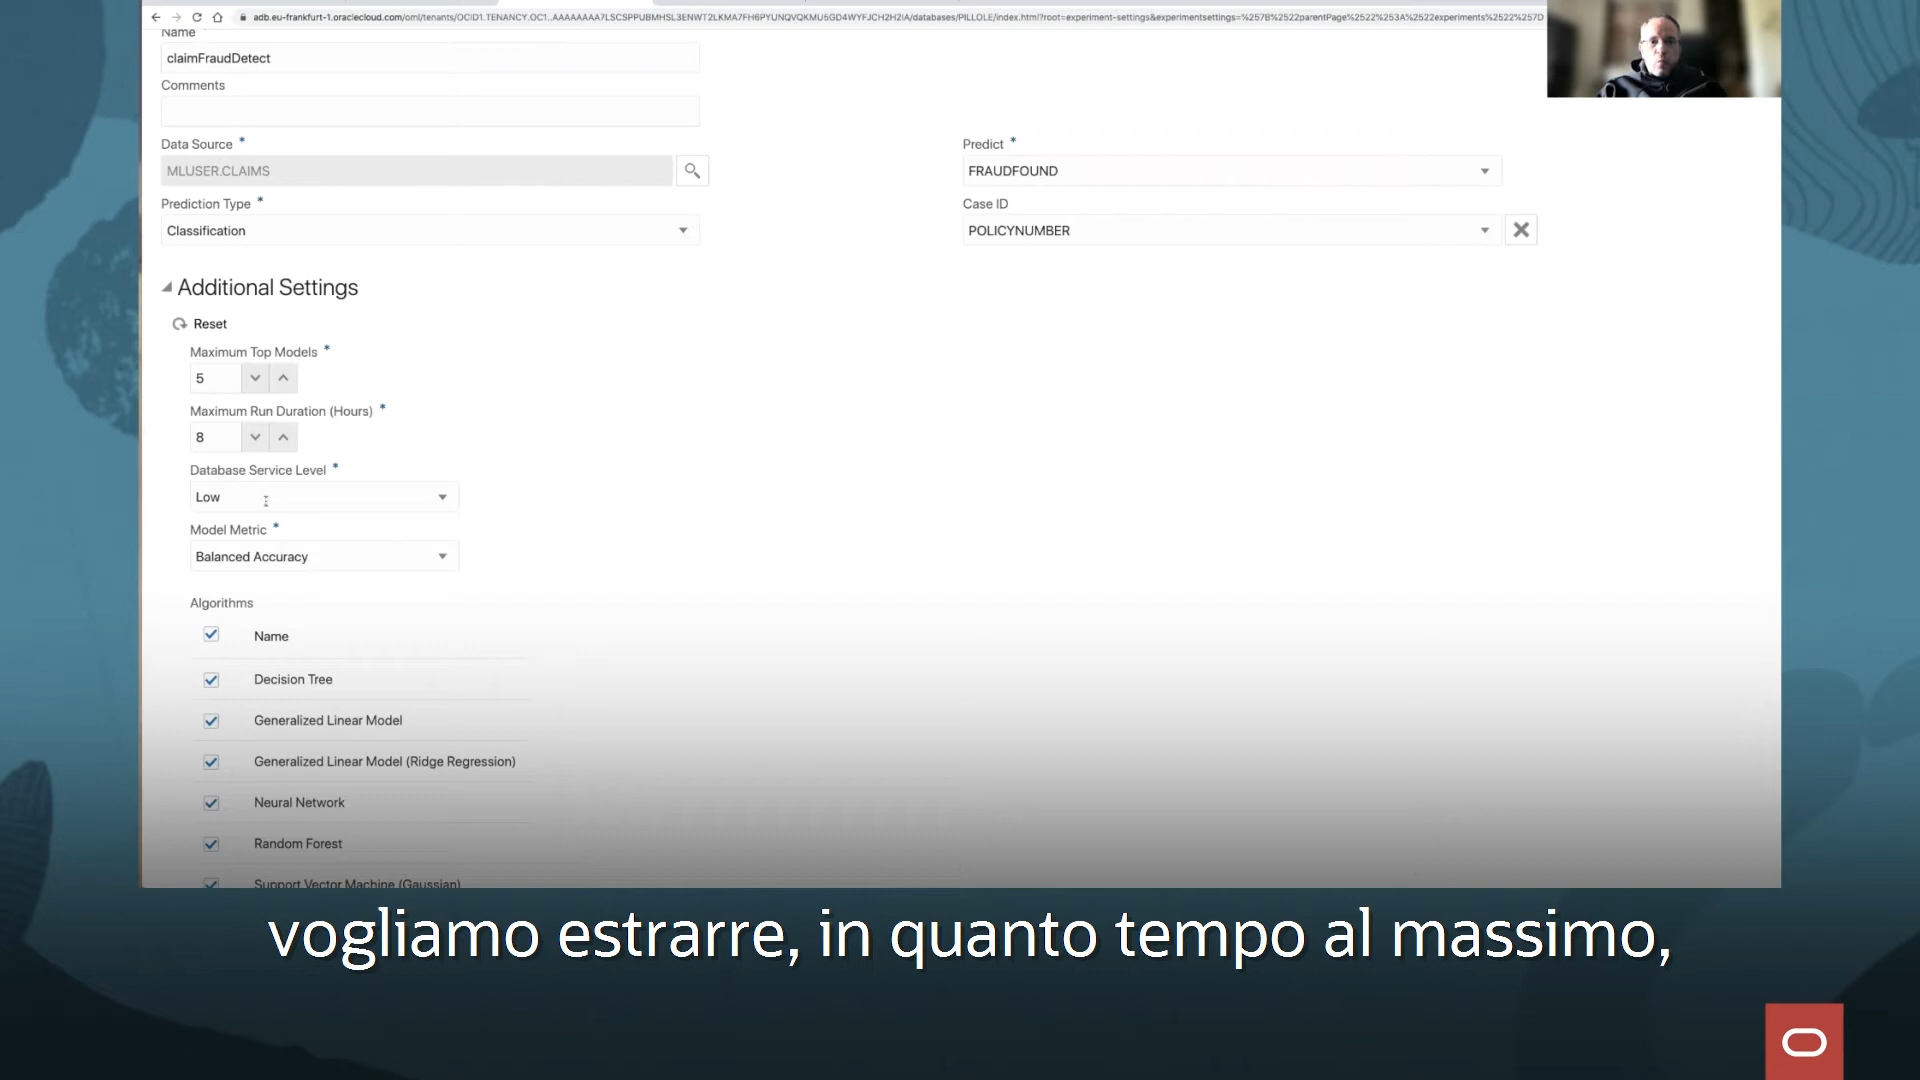 Name
claimFraudDetect
Comments
Data Source *
MLUSER.CLAIMS
Predict *
FRAUDFOUND
Prediction Type *
Classification
Case ID
POLICYNUMBER
Additional Settings
Reset
Maximum Top Models *
5
Maximum Run Duration (Hours) *
8
Database Service Level *
Low
Model Metric *
Balanced Accuracy
Algorithms
Name
Decision Tree
Generalized Linear Model
Generalized Linear Model (Ridge Regression)
Neural Network
Random Forest
Support Vector Machine (Gaussian)
vogliamo estrarre, in quanto tempo al massimo,